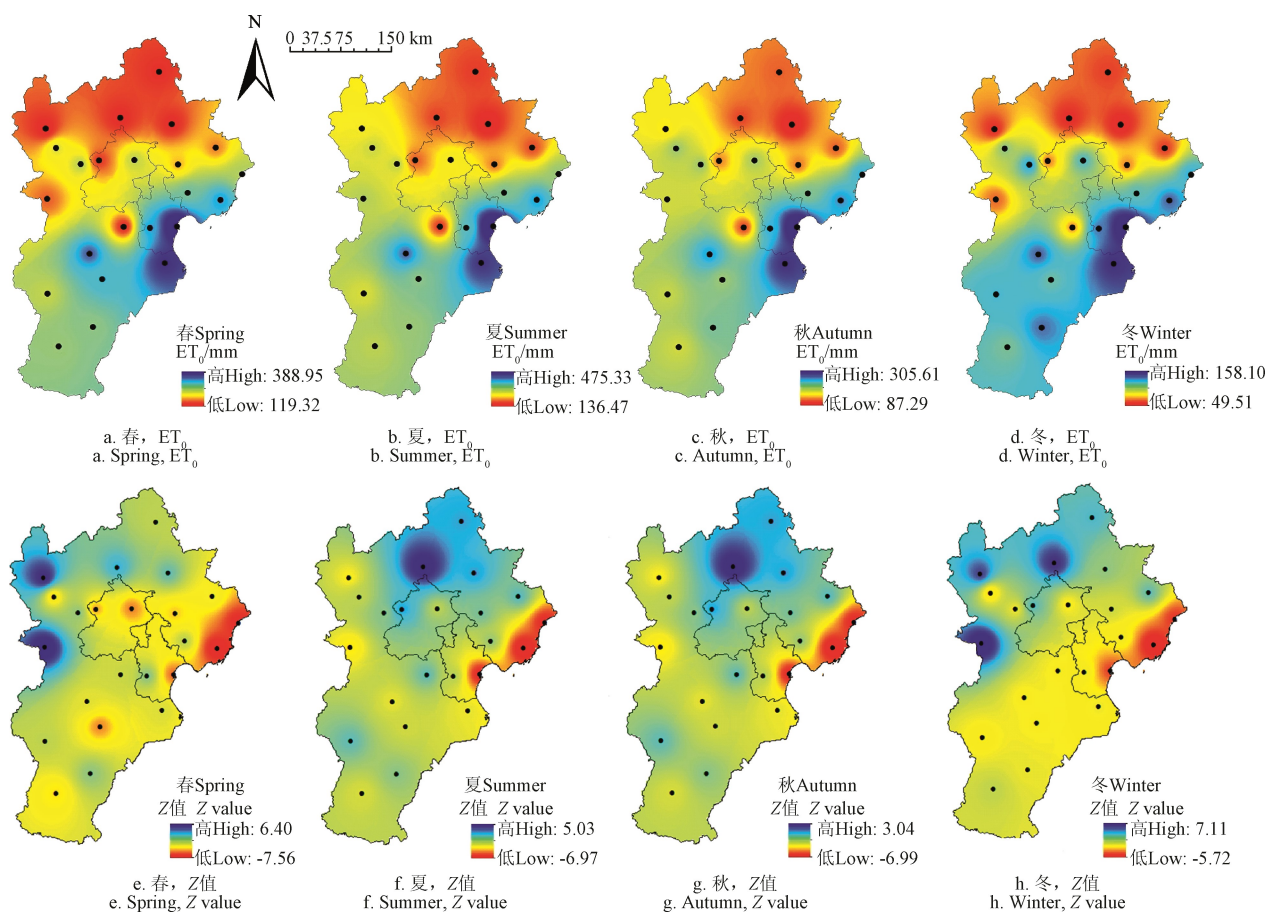 N
0 37.5 75 150 km
春Spring
ET₀/mm
高High: 388.95
低Low: 119.32
夏Summer
ET₀/mm
高High: 475.33
低Low: 136.47
秋Autumn
ET₀/mm
高High: 305.61
低Low: 87.29
冬Winter
ET₀/mm
高High: 158.10
低Low: 49.51
a. 春，ET₀
a. Spring, ET₀
b. 夏，ET₀
b. Summer, ET₀
c. 秋，ET₀
c. Autumn, ET₀
d. 冬，ET₀
d. Winter, ET₀
春Spring
Z值 Z value
高High: 6.40
低Low: -7.56
夏Summer
Z值 Z value
高High: 5.03
低Low: -6.97
秋Autumn
Z值 Z value
高High: 3.04
低Low: -6.99
冬Winter
Z值 Z value
高High: 7.11
低Low: -5.72
e. 春，Z值
e. Spring, Z value
f. 夏，Z值
f. Summer, Z value
g. 秋，Z值
g. Autumn, Z value
h. 冬，Z值
h. Winter, Z value